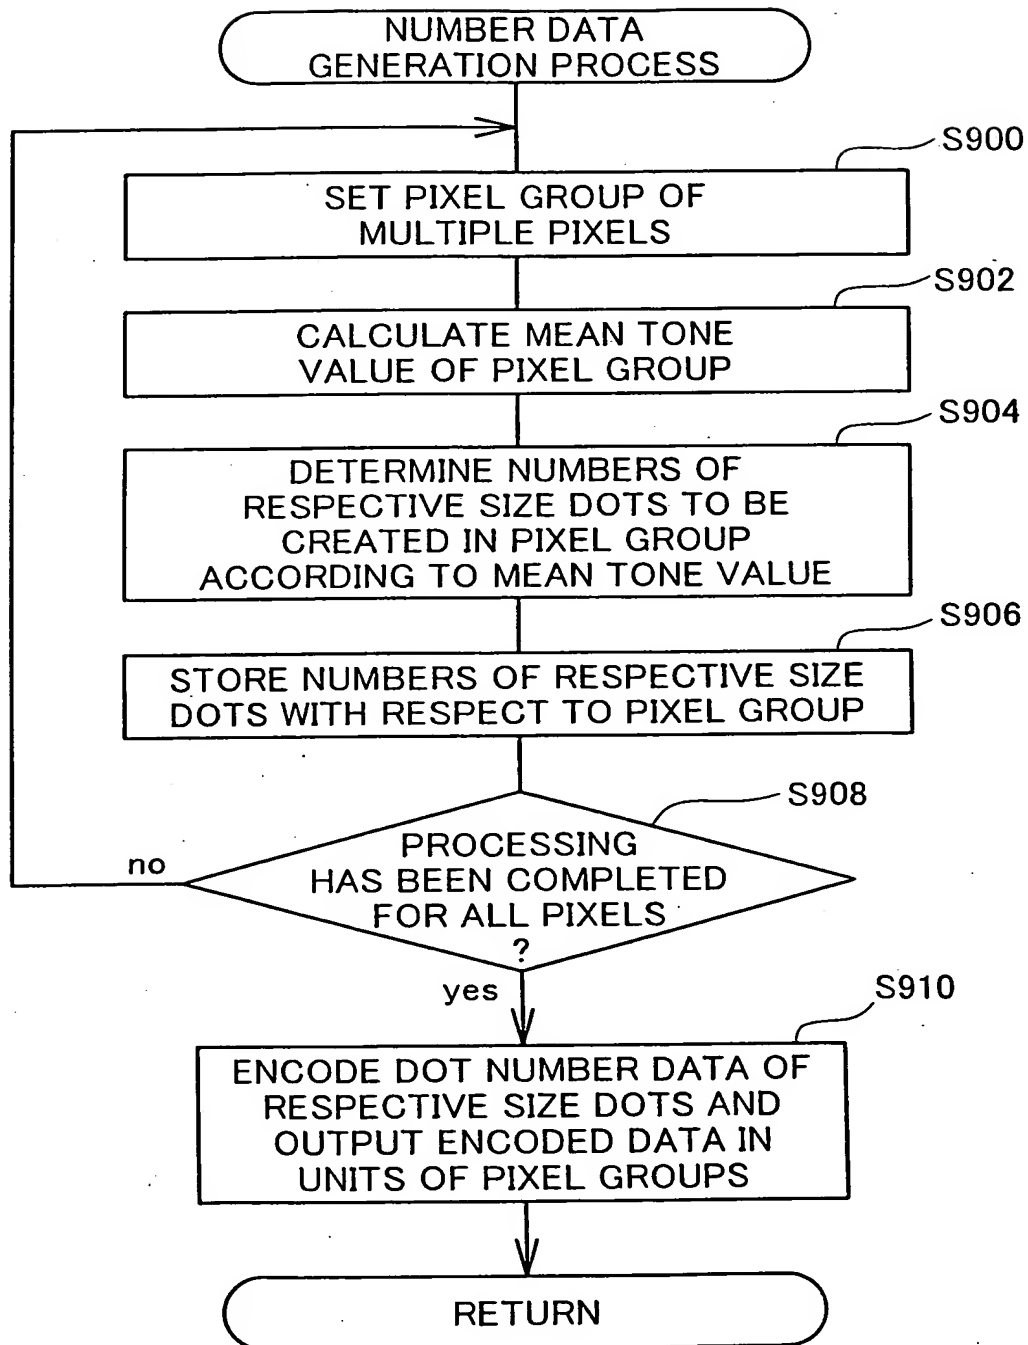 NUMBER DATA
GENERATION PROCESS
S900
SET PIXEL GROUP OF
MULTIPLE PIXELS
S902
CALCULATE MEAN TONE
VALUE OF PIXEL GROUP
S904
DETERMINE NUMBERS OF
RESPECTIVE SIZE DOTS TO BE
CREATED IN PIXEL GROUP
ACCORDING TO MEAN TONE VALUE
S906
STORE NUMBERS OF RESPECTIVE SIZE
DOTS WITH RESPECT TO PIXEL GROUP
S908
PROCESSING
HAS BEEN COMPLETED
FOR ALL PIXELS
?
no
yes
S910
ENCODE DOT NUMBER DATA OF
RESPECTIVE SIZE DOTS AND
OUTPUT ENCODED DATA IN
UNITS OF PIXEL GROUPS
RETURN